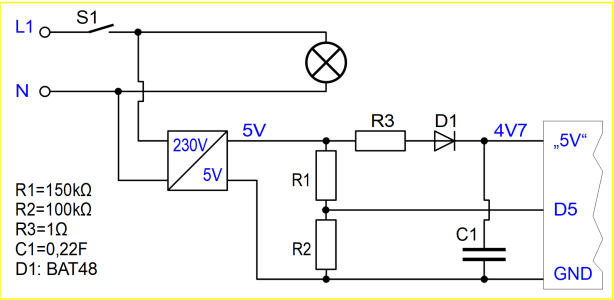 S1
L1
N
230V
5V
5V
R3
D1
4V7
„5V“
R1
D5
R2
C1
GND
R1=150kΩ
R2=100kΩ
R3=1Ω
C1=0,22F
D1: BAT48